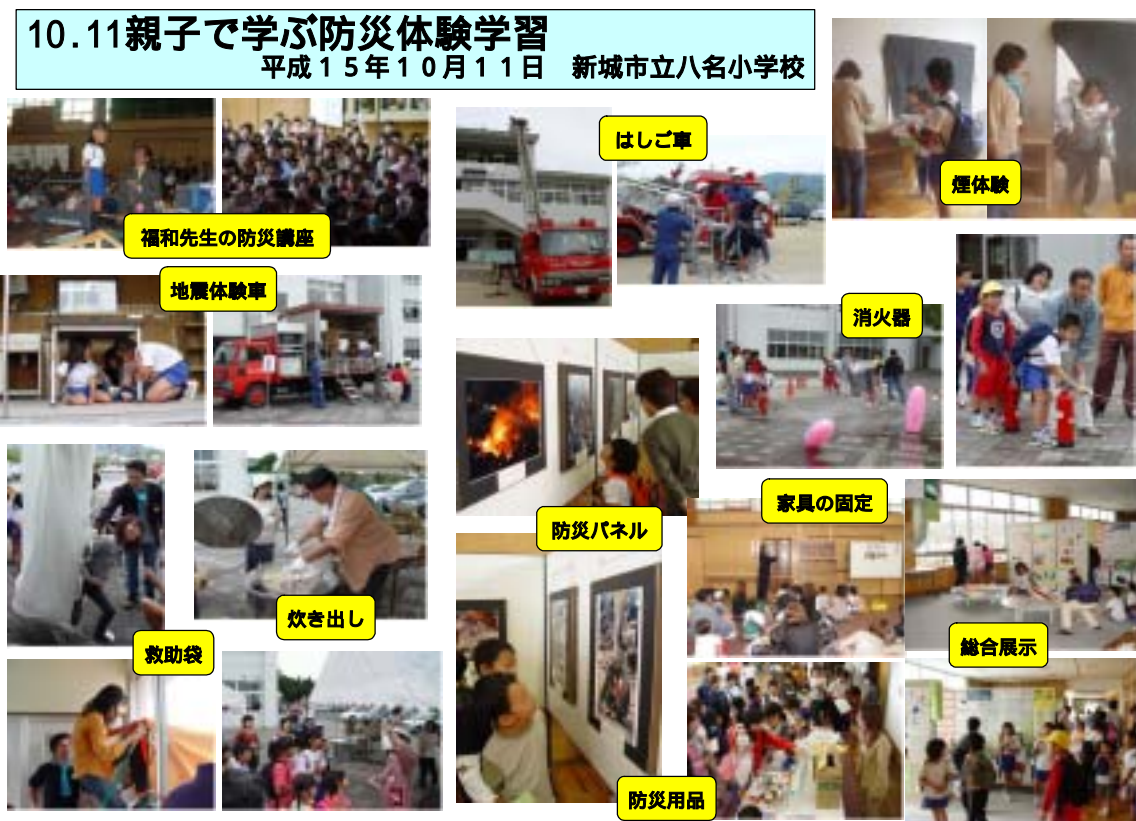 10.11親子で学ぶ防災体験学習
平成１５年１０月１１日　新城市立八名小学校
福和先生の防災講座
はしご車
煙体験
地震体験車
消火器
防災パネル
家具の固定
炊き出し
救助袋
総合展示
防災用品